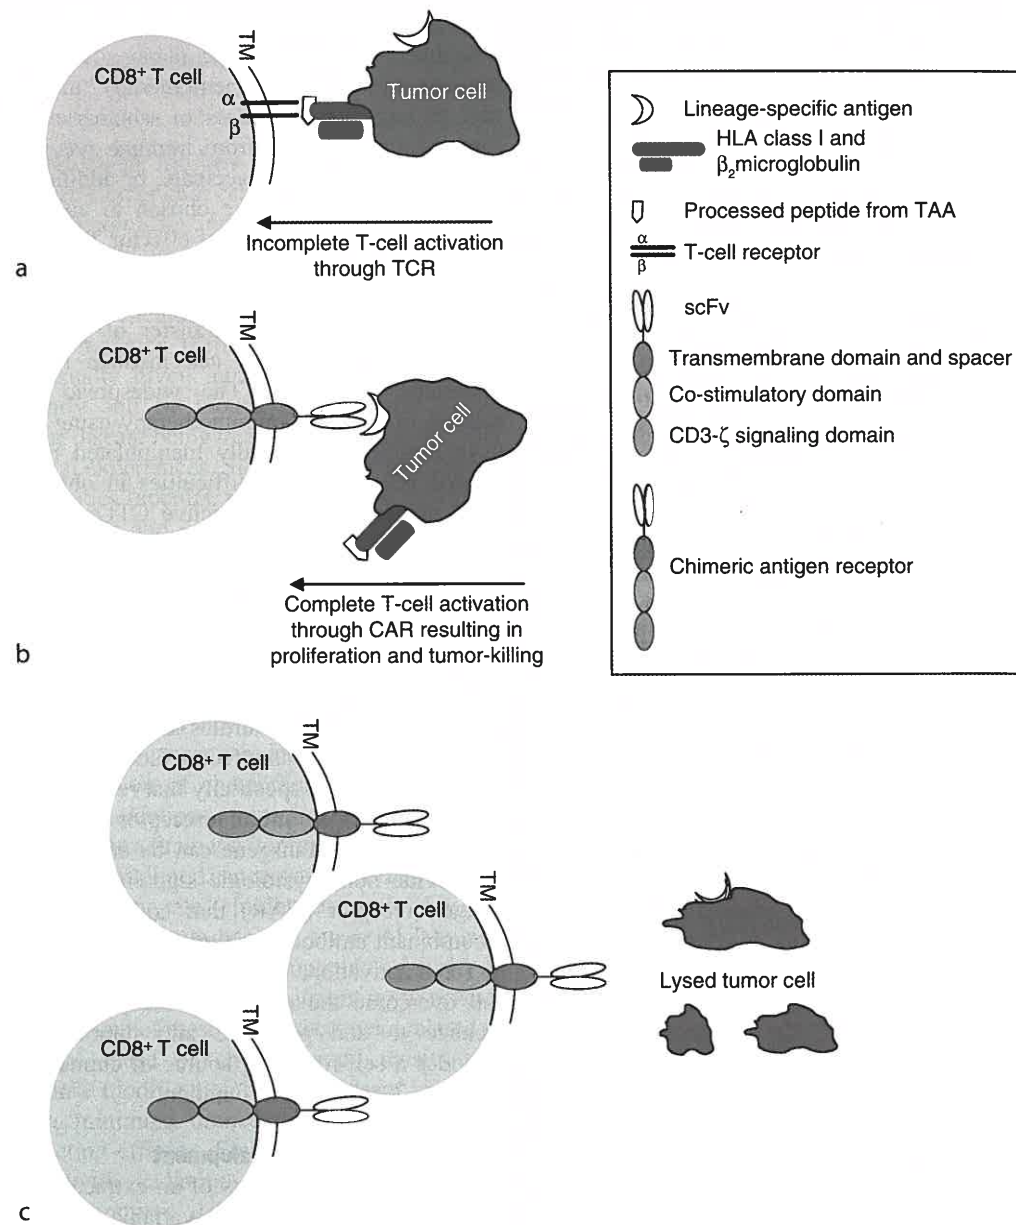 TM
CD8+ T cell
α
β
Tumor cell
Incomplete T-cell activation
through TCR
a
TM
CD8+ T cell
Tumor cell
Complete T-cell activation
through CAR resulting in
proliferation and tumor-killing
b
Lineage-specific antigen
HLA class I and
β2microglobulin
Processed peptide from TAA
α
T-cell receptor
β
scFv
Transmembrane domain and spacer
Co-stimulatory domain
CD3-ζ signaling domain
Chimeric antigen receptor
TM
CD8+ T cell
TM
CD8+ T cell
Lysed tumor cell
TM
CD8+ T cell
c